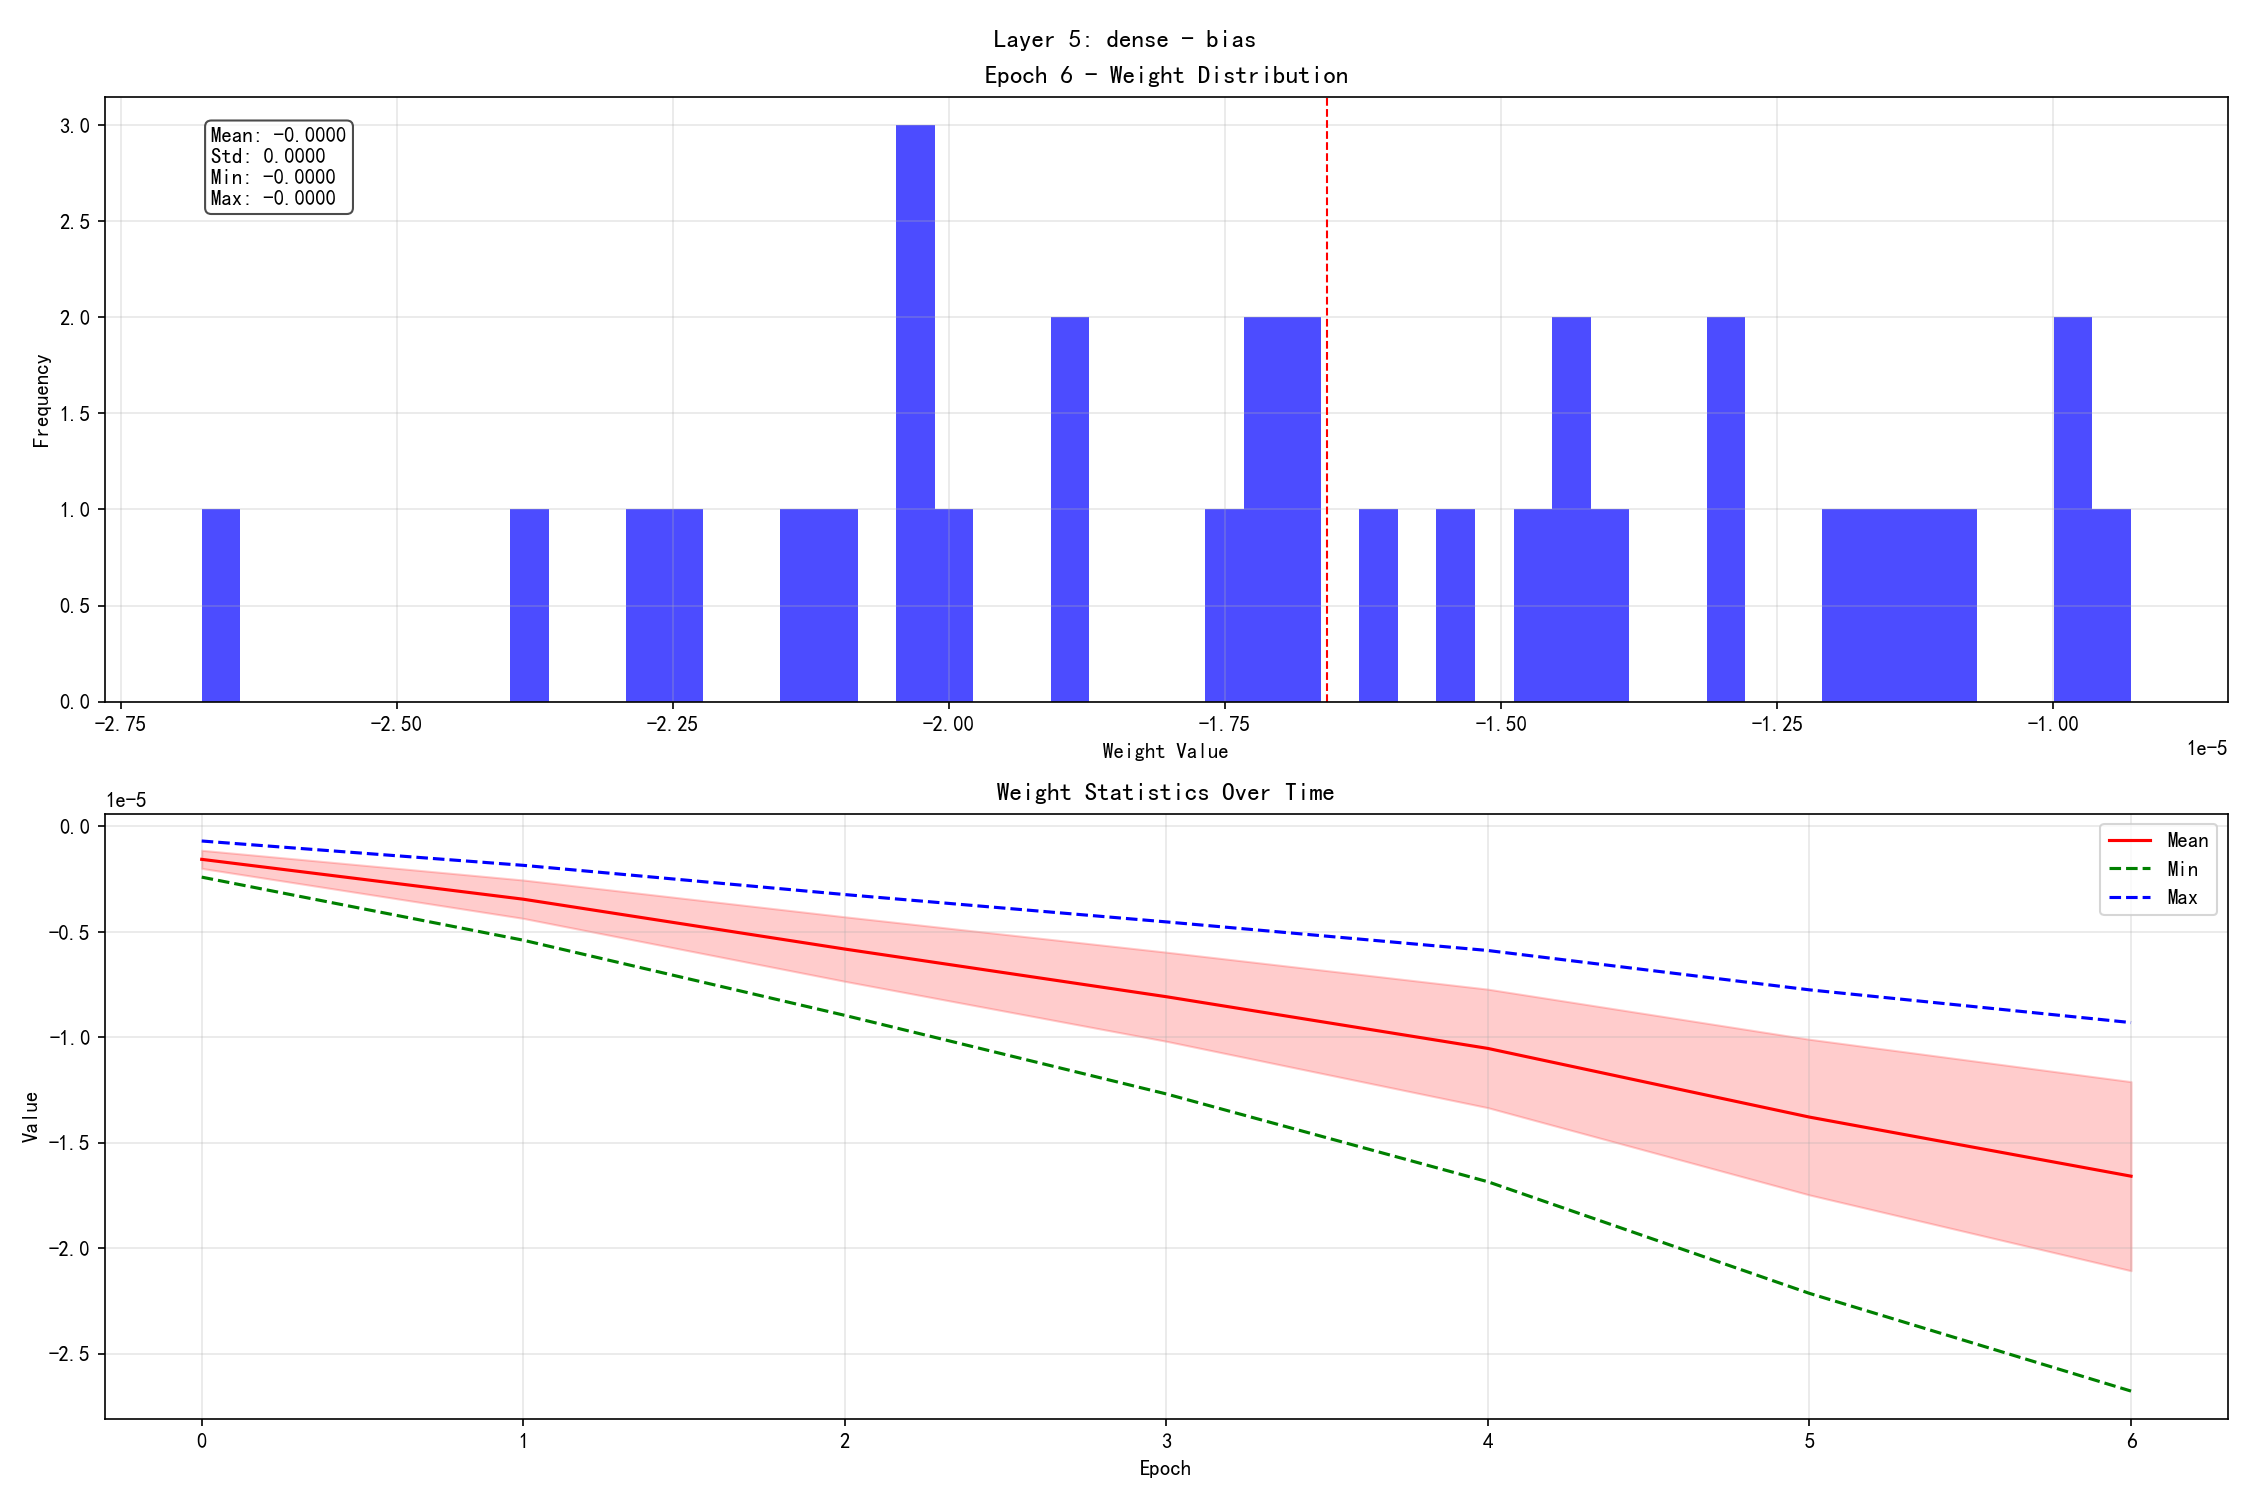 Layer 5: dense - bias
Epoch 6 - Weight Distribution
Mean: -0.0000
Std: 0.0000
Min: -0.0000
Max: -0.0000
3.0
2.5
2.0
1.5
1.0
0.5
0.0
Frequency
-2.75 -2.50 -2.25 -2.00 -1.75 -1.50 -1.25 -1.00
1e-5
Weight Value
Weight Statistics Over Time
1e-5
Mean
Min
Max
0.0
-0.5
-1.0
-1.5
-2.0
-2.5
Value
0 1 2 3 4 5 6
Epoch